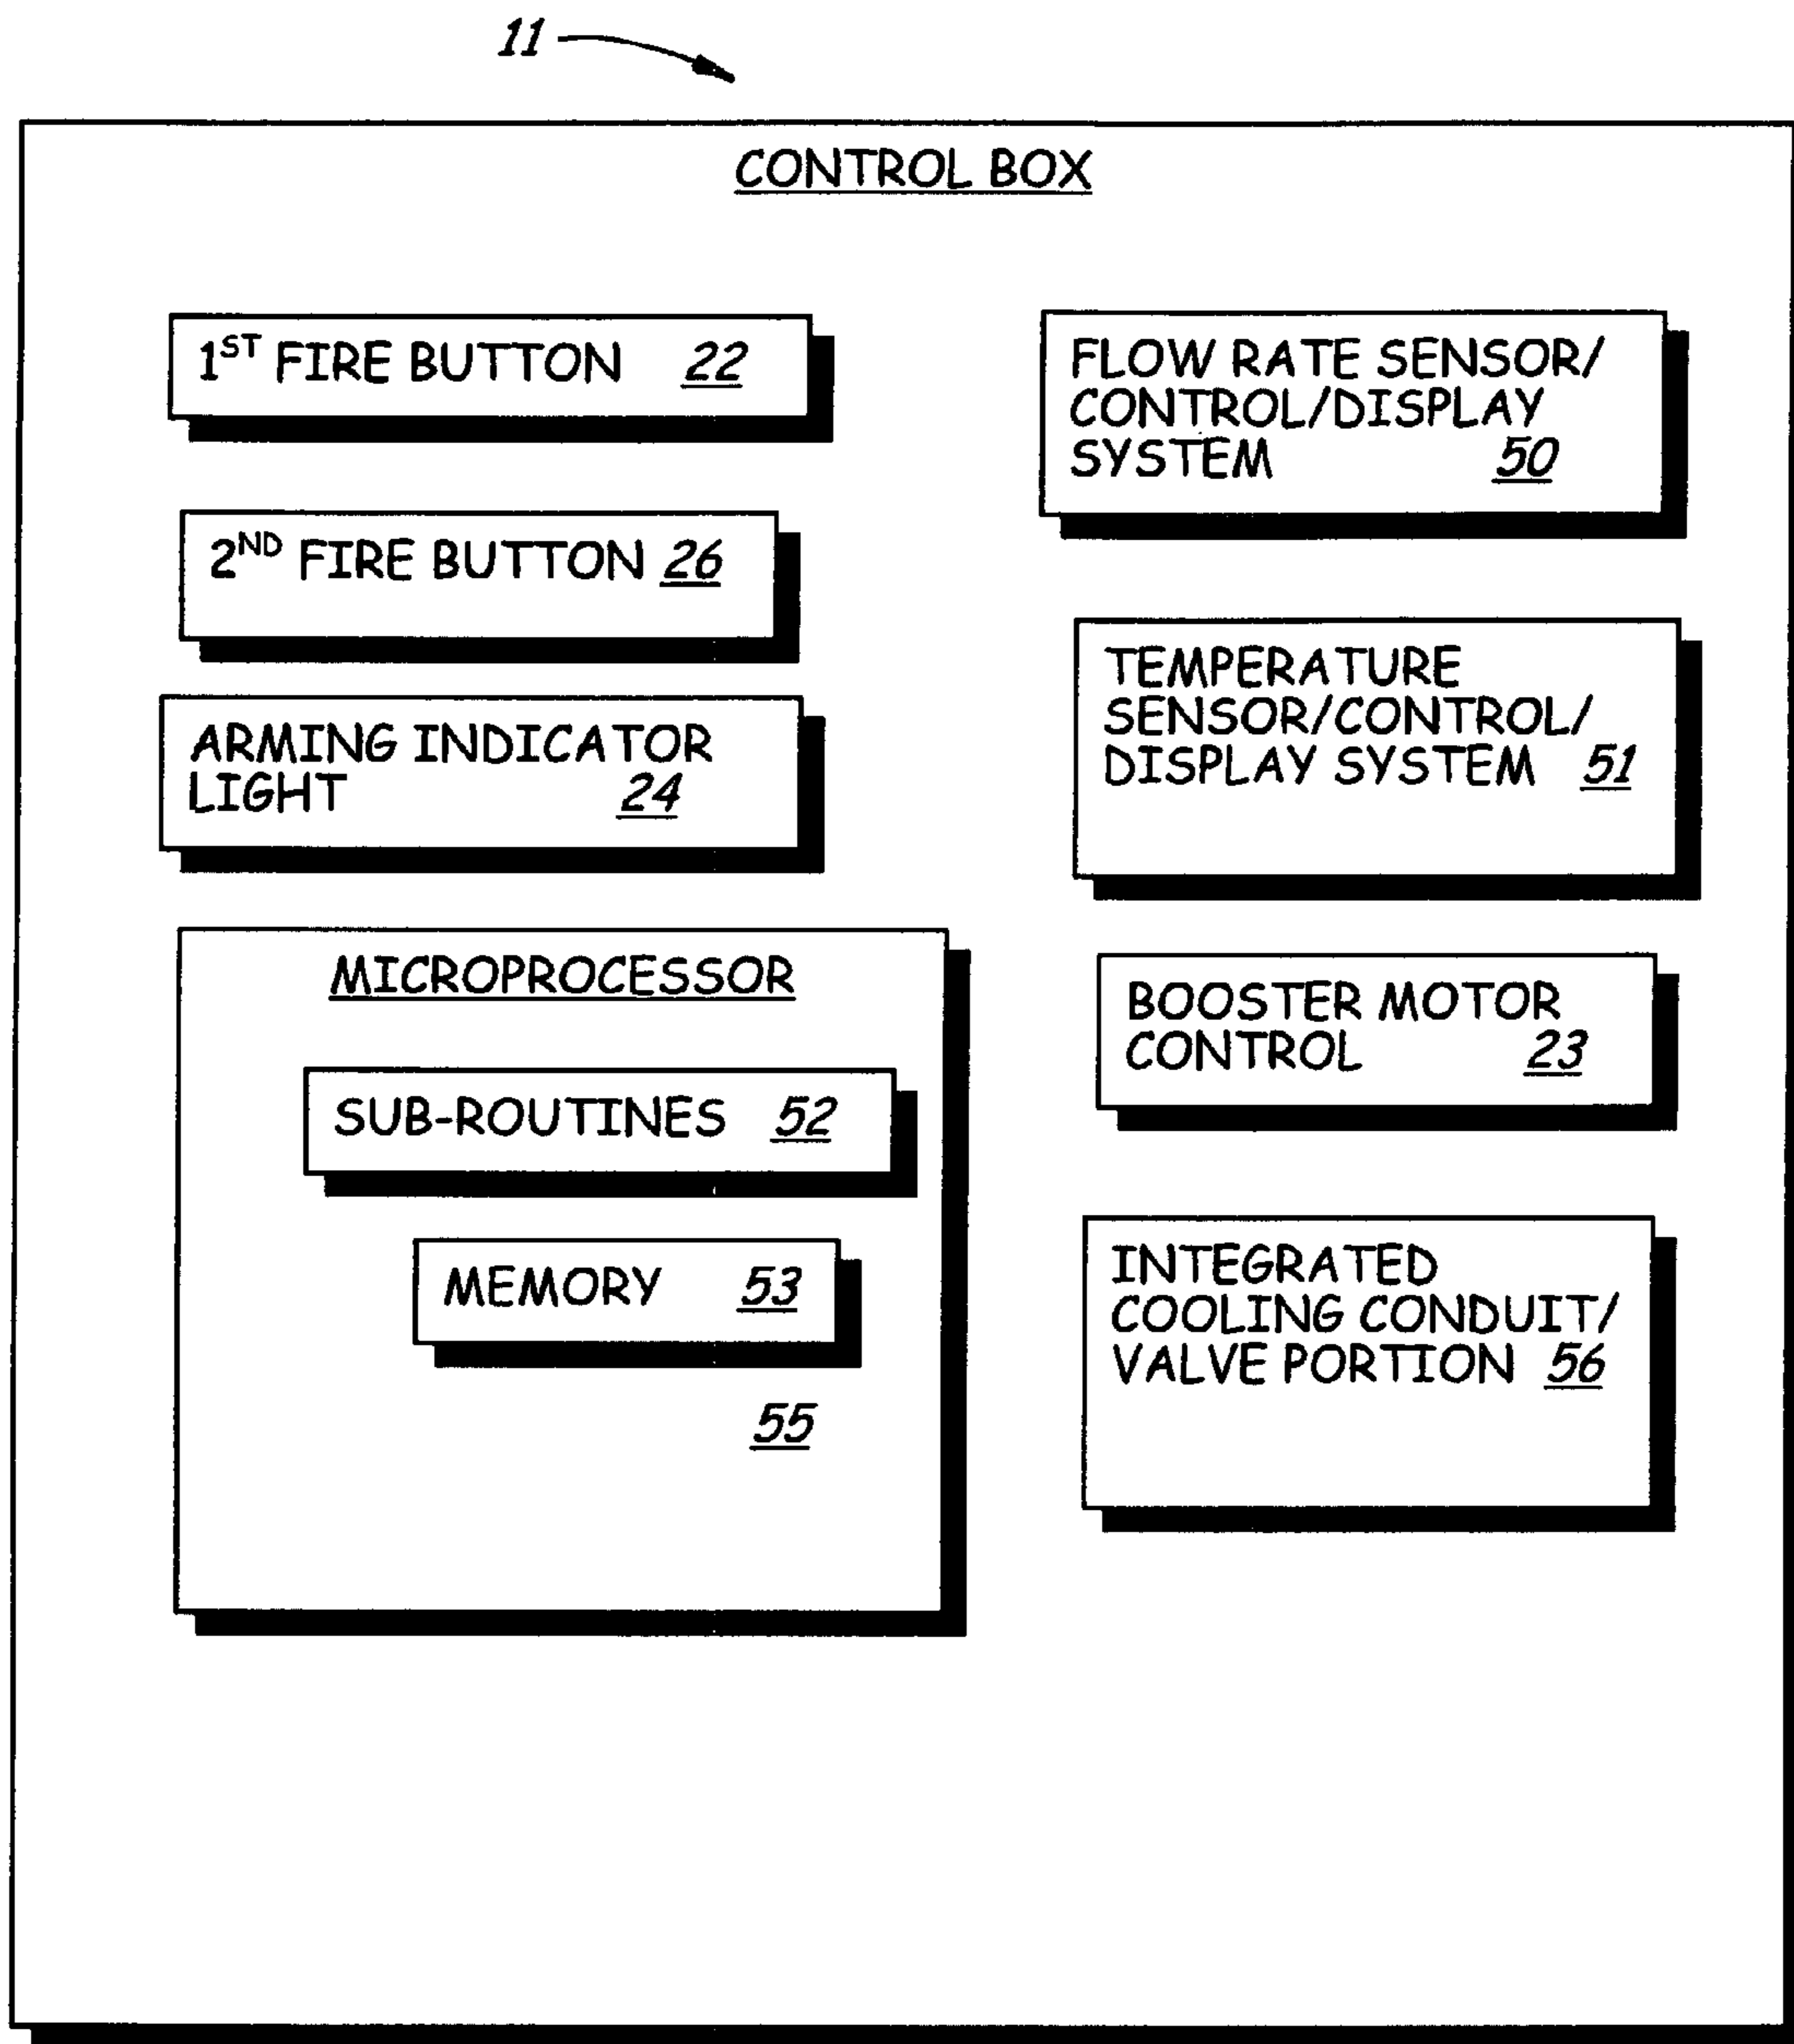 11
CONTROL BOX
1ST FIRE BUTTON 22
2ND FIRE BUTTON 26
ARMING INDICATOR
LIGHT 24
MICROPROCESSOR
SUB-ROUTINES 52
MEMORY 53
55
FLOW RATE SENSOR/
CONTROL/DISPLAY
SYSTEM 50
TEMPERATURE
SENSOR/CONTROL/
DISPLAY SYSTEM 51
BOOSTER MOTOR
CONTROL 23
INTEGRATED
COOLING CONDUIT/
VALVE PORTION 56